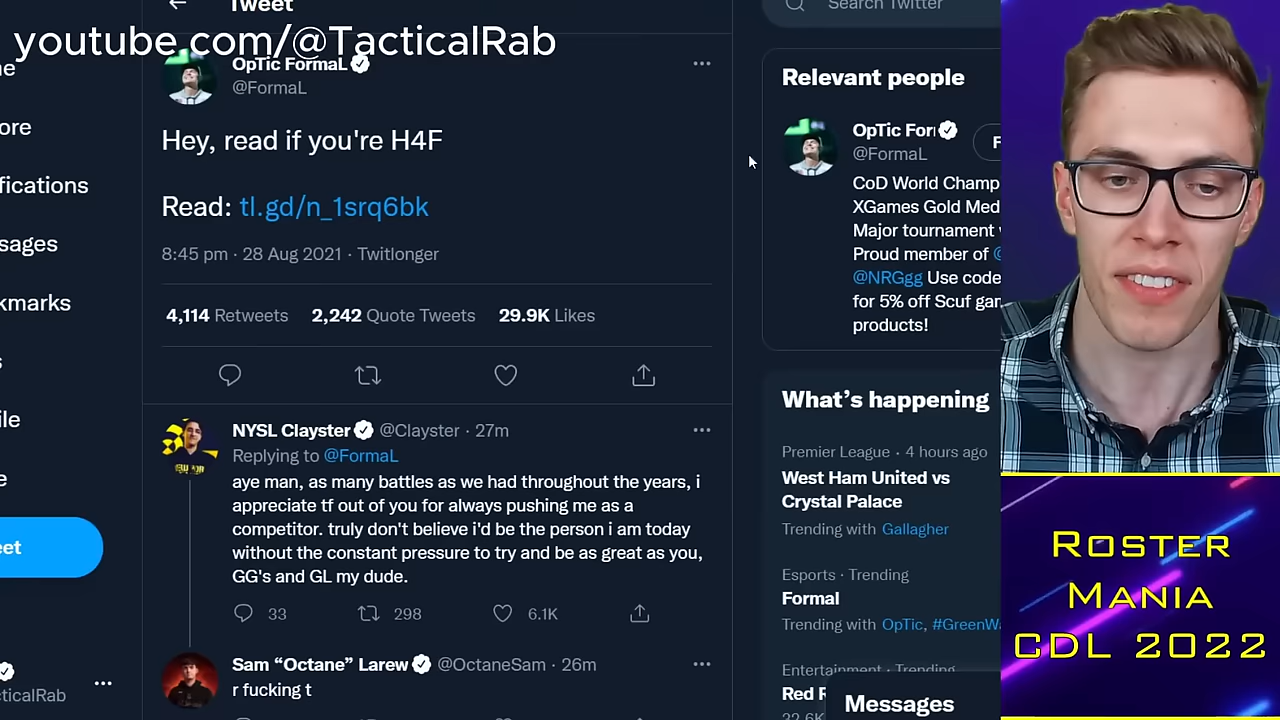 Tweet
Search Twitter
youtube.com/@TacticalRab
OpTic FormaL
@FormaL
Hey, read if you're H4F
Read: tl.gd/n_1srq6bk
8:45 pm · 28 Aug 2021 · Twitlonger
4,114 Retweets 2,242 Quote Tweets 29.9K Likes
NYSL Clayster @Clayster · 27m
Replying to @FormaL
aye man, as many battles as we had throughout the years, i
appreciate tf out of you for always pushing me as a
competitor. truly don't believe i'd be the person i am today
without the constant pressure to try and be as great as you,
GG's and GL my dude.
33 298 6.1K
Sam “Octane” Larew @OctaneSam · 26m
r fucking t
ne
ore
fications
sages
kmarks
s
ile
e
eet
cticalRab
Relevant people
OpTic For
@FormaL
F
CoD World Champ
XGames Gold Med
Major tournament
Proud member of @
@NRGgg Use code
for 5% off Scuf gam
products!
What’s happening
Premier League · 4 hours ago
West Ham United vs
Crystal Palace
Trending with Gallagher
Esports · Trending
Formal
Trending with OpTic, #GreenWa
Entertainment · Trending
Red R
22.6K
Messages
Roster
Mania
CDL 2022